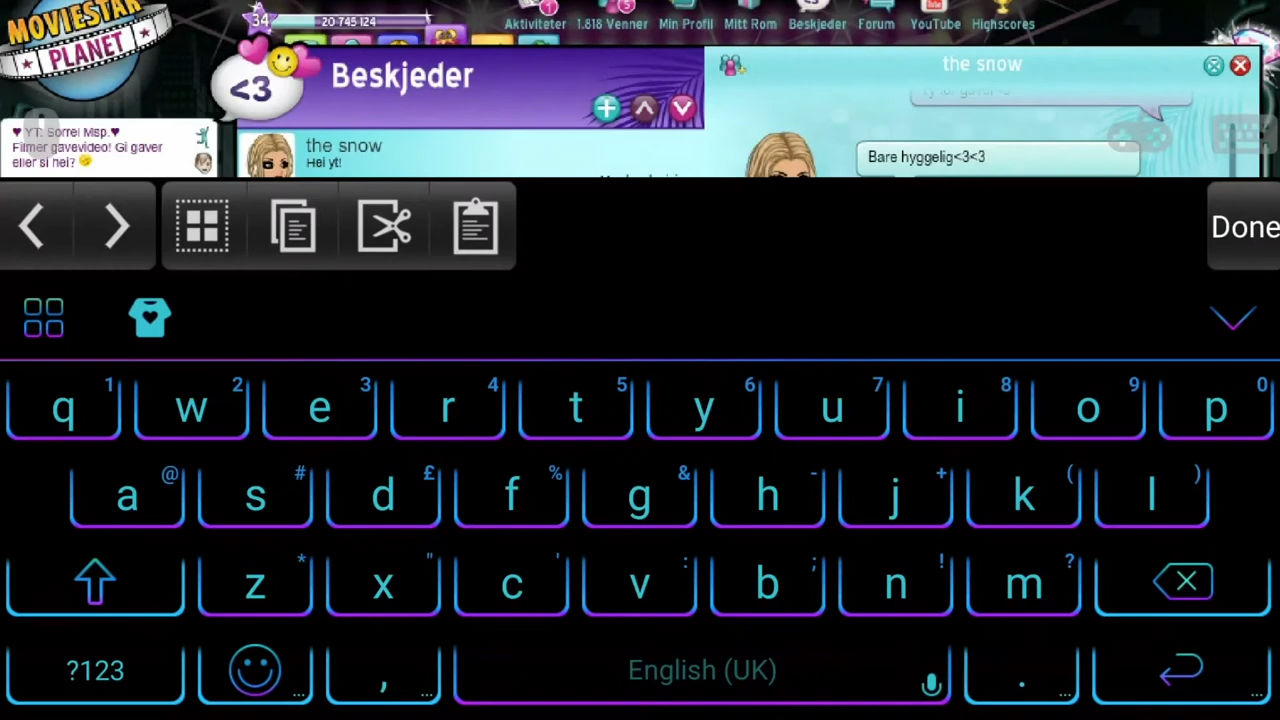 MOVIESTAR
PLANET
34
20 745 124
1
5
Aktiviteter
1.818 Venner
Min Profil
Mitt Rom
Beskjeder
Forum
YouTube
Highscores
<3
Beskjeder
the snow
♥ YT: Sorrel Msp.♥
Filmer gavevideo! Gi gaver
eller si hei?
the snow
Hei yt!
Bare hyggelig<3<3
Done
q 1 w 2 e 3 r 4 t 5 y 6 u 7 i 8 o 9 p 0
a @ s # d £ f % g & h - j + k ( l )
z * x " c ' v : b ; n ! m ?
?123 , ... English (UK) . ...